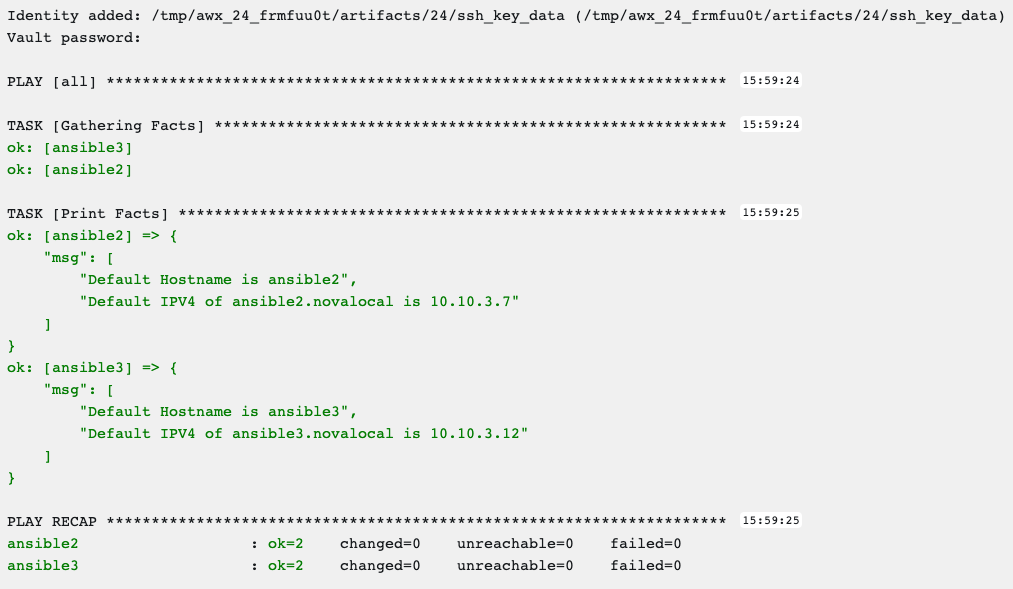 Identity added: /tmp/awx_24_frmfuu0t/artifacts/24/ssh_key_data (/tmp/awx_24_frmfuu0t/artifacts/24/ssh_key_data)
Vault password:
PLAY [all] ********************************************************************* 15:59:24
TASK [Gathering Facts] ********************************************************* 15:59:24
ok: [ansible3]
ok: [ansible2]
TASK [Print Facts] ************************************************************* 15:59:25
ok: [ansible2] => {
    "msg": [
        "Default Hostname is ansible2",
        "Default IPV4 of ansible2.novalocal is 10.10.3.7"
    ]
}
ok: [ansible3] => {
    "msg": [
        "Default Hostname is ansible3",
        "Default IPV4 of ansible3.novalocal is 10.10.3.12"
    ]
}
PLAY RECAP ********************************************************************* 15:59:25
ansible2                   : ok=2    changed=0    unreachable=0    failed=0
ansible3                   : ok=2    changed=0    unreachable=0    failed=0